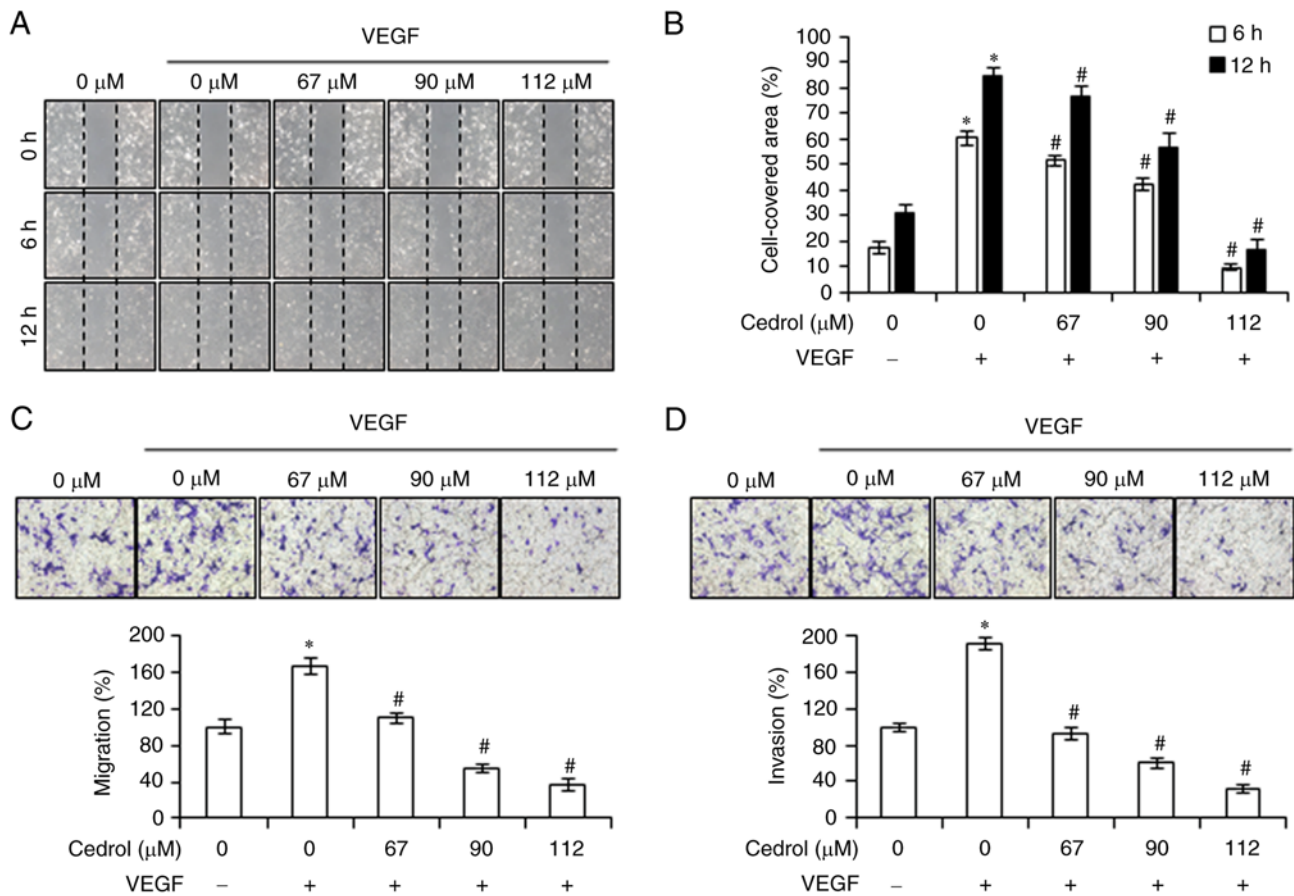 A
VEGF
0 μM 0 μM 67 μM 90 μM 112 μM
0 h
6 h
12 h
B
Cell-covered area (%)
100
90
80
70
60
50
40
30
20
10
0
6 h
12 h
* * * * # # # # # #
Cedrol (μM) 0 0 67 90 112
VEGF – + + + +
C
VEGF
0 μM 0 μM 67 μM 90 μM 112 μM
Migration (%)
200
160
120
80
40
0
* # # #
Cedrol (μM) 0 0 67 90 112
VEGF – + + + +
D
VEGF
0 μM 0 μM 67 μM 90 μM 112 μM
Invasion (%)
200
160
120
80
40
0
* # # #
Cedrol (μM) 0 0 67 90 112
VEGF – + + + +